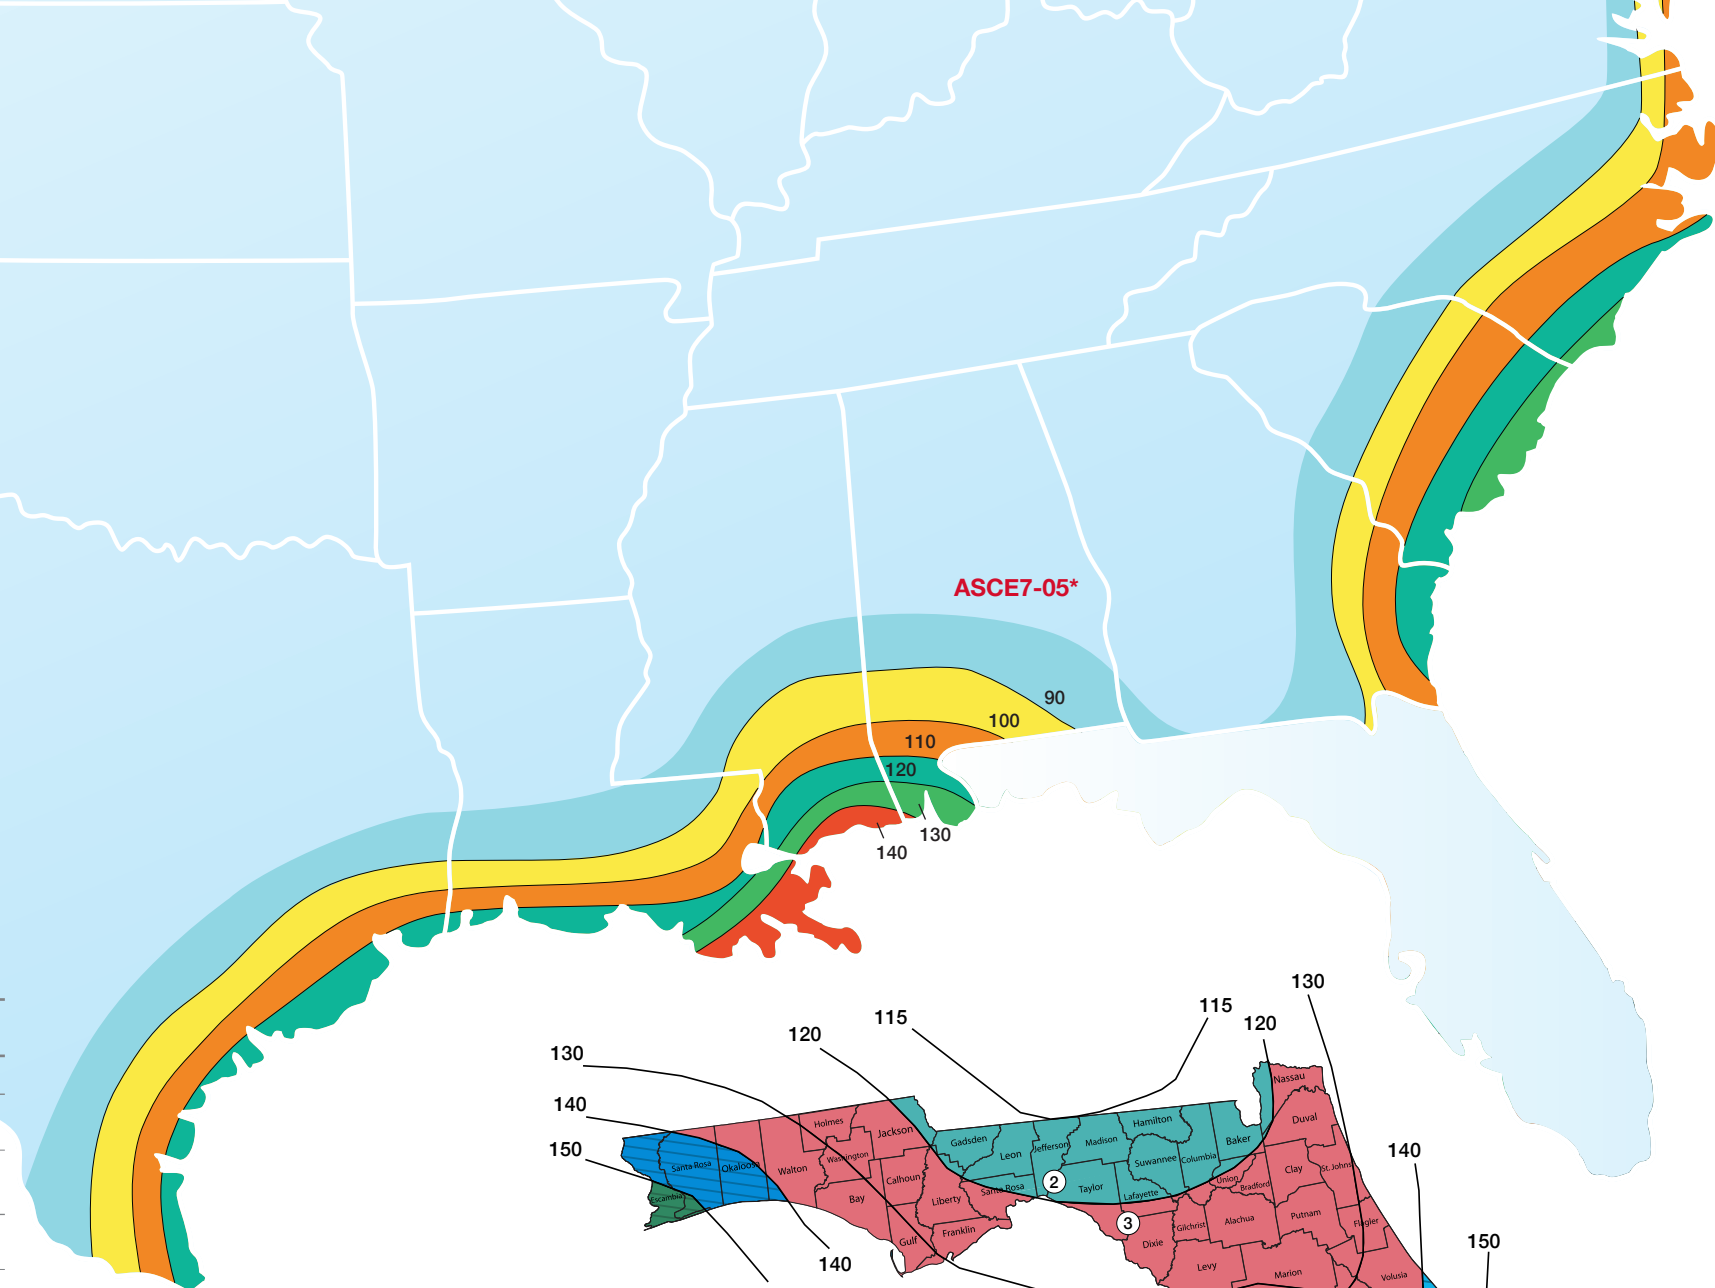 ASCE7-05*
90
100
110
120
130
140
130
115
115
120
120
130
140
150
140
150
140
Nassau
Duval
Holmes
Jackson
Gadsden
Leon
Jefferson
Madison
Hamilton
Baker
Santa Rosa
Okaloosa
Walton
Washington
Suwannee
Columbia
Clay
St. Johns
Escambia
Calhoun
Bay
Liberty
Santa Rosa
2
Taylor
Lafayette
Union
Bradford
Gulf
Franklin
3
Dixie
Gilchrist
Alachua
Putnam
Flagler
Levy
Marion
Volusia